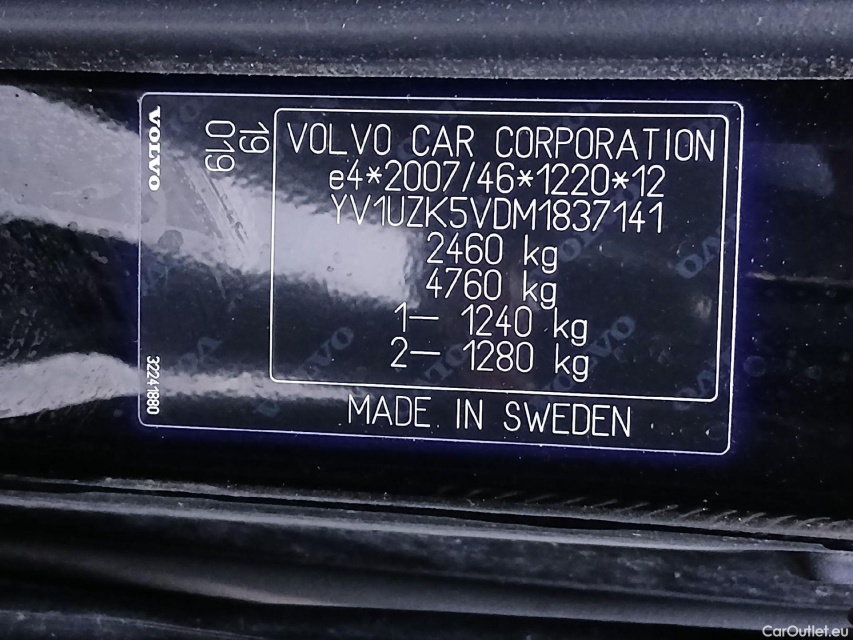 VOLVO
019
19
VOLVO CAR CORPORATION
e4*2007/46*1220*12
YV1UZK5VDM1837141
2460 kg
4760 kg
1— 1240 kg
2— 1280 kg
MADE IN SWEDEN
32241880
CarOutlet.eu